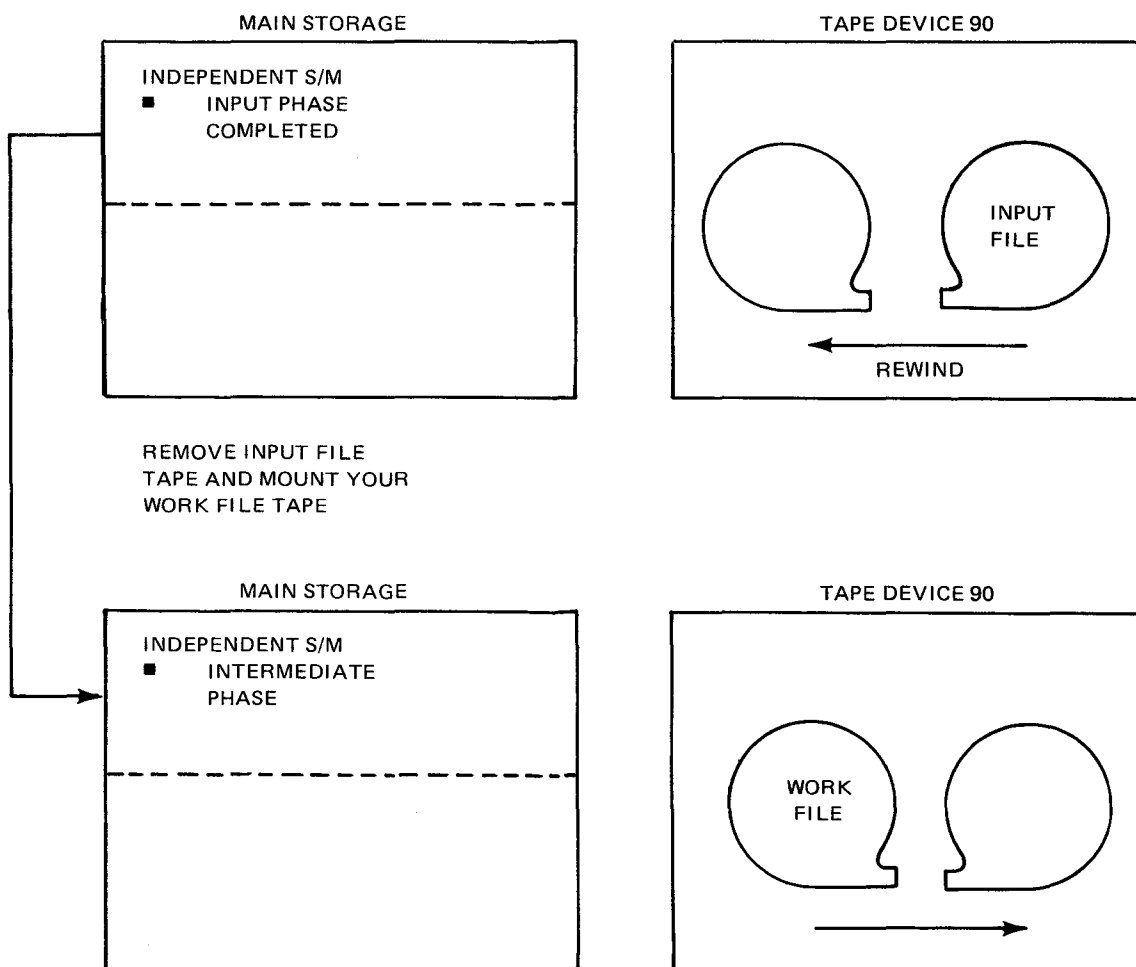 MAIN STORAGE
TAPE DEVICE 90
INDEPENDENT S/M
■ INPUT PHASE
COMPLETED
INPUT
FILE
REWIND
REMOVE INPUT FILE
TAPE AND MOUNT YOUR
WORK FILE TAPE
MAIN STORAGE
TAPE DEVICE 90
INDEPENDENT S/M
■ INTERMEDIATE
PHASE
WORK
FILE